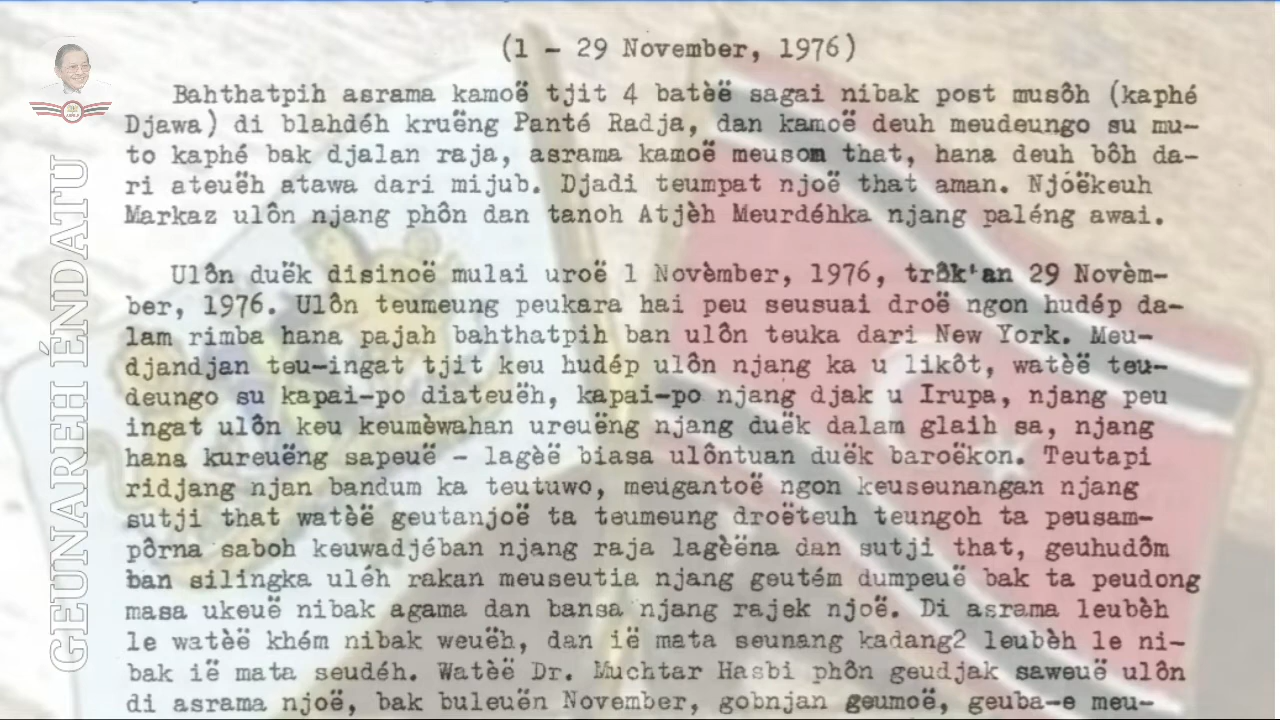 (1 - 29 November, 1976)
Bahthatpih asrama kamoë tjit 4 batèë sagai nibak post musôh (kaphé
Djawa) di blahdéh kruëng Panté Radja, dan kamoë deuh meudeungo su mu-
to kaphé bak djalan raja, asrama kamoë meusom that, hana deuh bôh da-
ri ateuëh atawa dari mijub. Djadi teumpat njoë that aman. Njóëkeuh
Markaz ulôn njang phôn dan tanoh Atjèh Meurdéhka njang paléng awai.
Ulôn duëk disinoë mulai uroë 1 Novèmber, 1976, trôk'an 29 Novèm-
ber, 1976. Ulôn teumeung peukara hai peu seusuai droë ngon hudép da-
lam rimba hana pajah bahthatpih ban ulôn teuka dari New York. Meu-
djandjan teu-ingat tjit keu hudép ulôn njang ka u likôt, watèë teu-
deungo su kapai-po diateuëh, kapai-po njang djak u Irupa, njang peu
ingat ulôn keu keumèwahan ureuëng njang duëk dalam glaih sa, njang
hana kureuëng sapeuë - lagèë biasa ulôntuan duëk baroëkon. Teutapi
ridjang njan bandum ka teutuwo, meugantoë ngon keuseunangan njang
sutji that watèë geutanjoë ta teumeung droëteuh teungoh ta peusam-
pôrna saboh keuwadjéban njang raja lagèëna dan sutji that, geuhudôm
ban silingka uléh rakan meuseutia njang geutém dumpeuë bak ta peudong
masa ukeuë nibak agama dan bansa njang rajek njoë. Di asrama leubèh
le watèë khém nibak weuëh, dan ië mata seunang kadang2 leubèh le ni-
bak ië mata seudéh. Watèë Dr. Muchtar Hasbi phôn geudjak saweuë ulôn
di asrama njoë, bak buleuën November, gobnjan geumoë, geuba-e meu-
GEUNAREH ÉNDATU